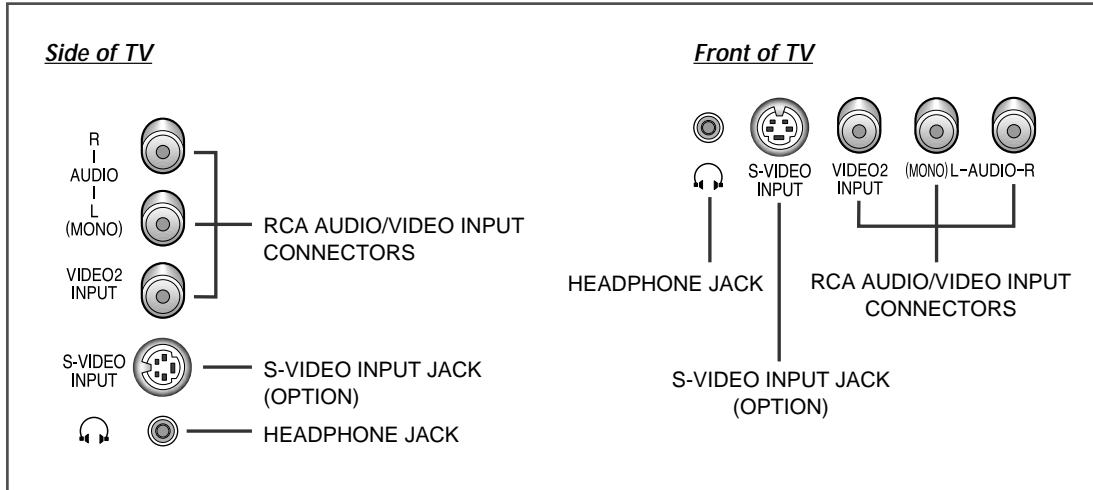 Side of TV
R
AUDIO
L
(MONO)
VIDEO2
INPUT
S-VIDEO
INPUT
RCA AUDIO/VIDEO INPUT
CONNECTORS
S-VIDEO INPUT JACK
(OPTION)
HEADPHONE JACK
Front of TV
S-VIDEO
INPUT
VIDEO2
INPUT
(MONO) L-AUDIO-R
HEADPHONE JACK
RCA AUDIO/VIDEO INPUT
CONNECTORS
S-VIDEO INPUT JACK
(OPTION)